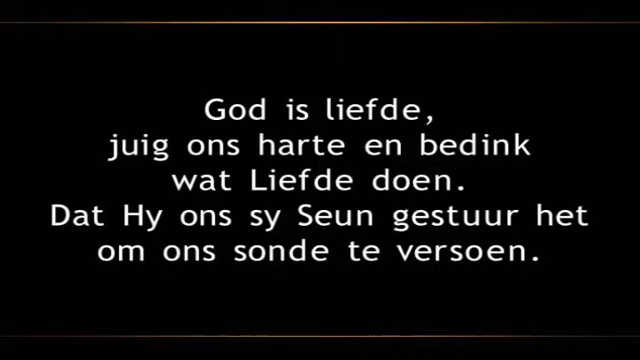 God is liefde,
juig ons harte en bedink
wat Liefde doen.
Dat Hy ons sy Seun gestuur het
om ons sonde te versoen.